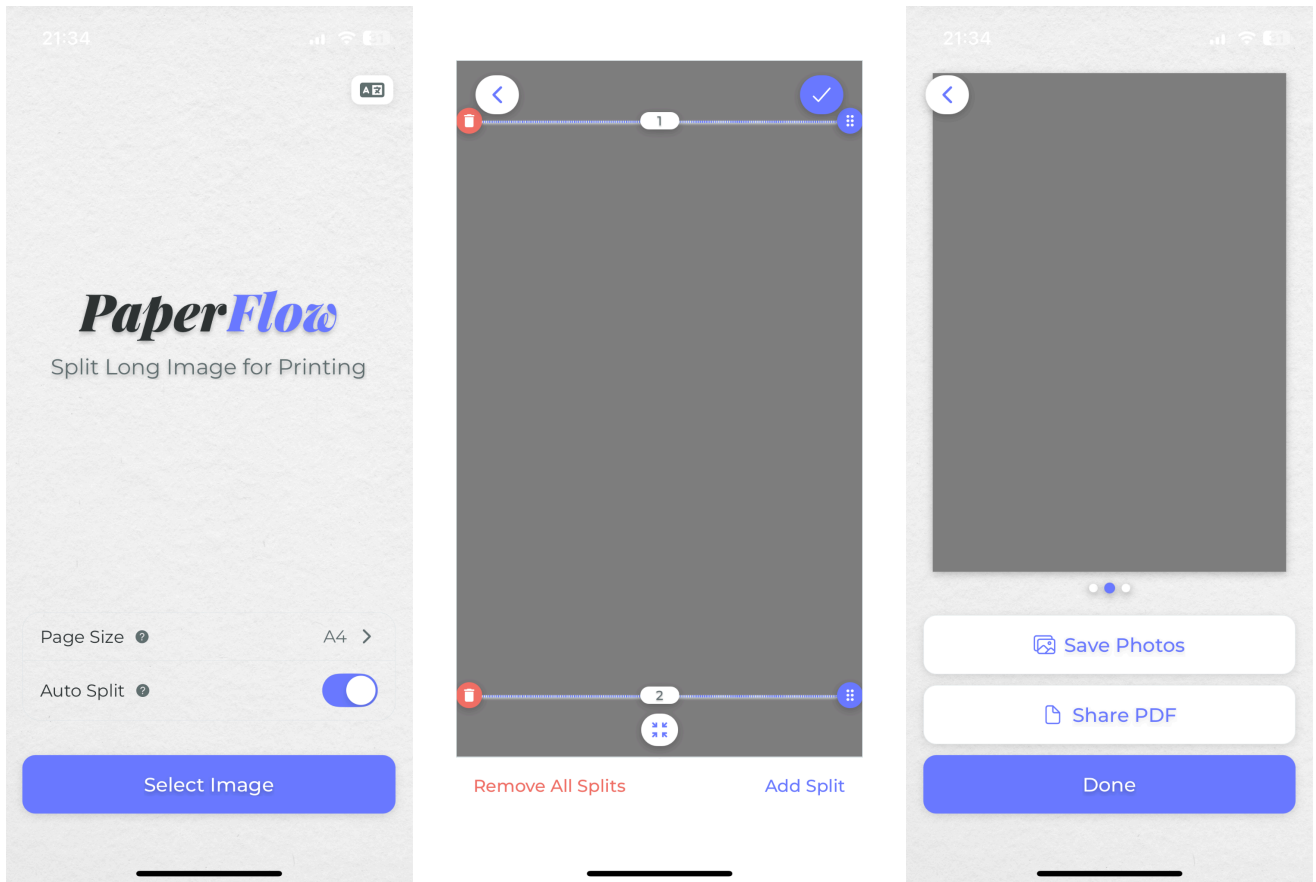 21:34
PaperFlow
Split Long Image for Printing
Page Size ?
A4
Auto Split ?
Select Image
1
2
Remove All Splits
Add Split
21:34
Save Photos
Share PDF
Done